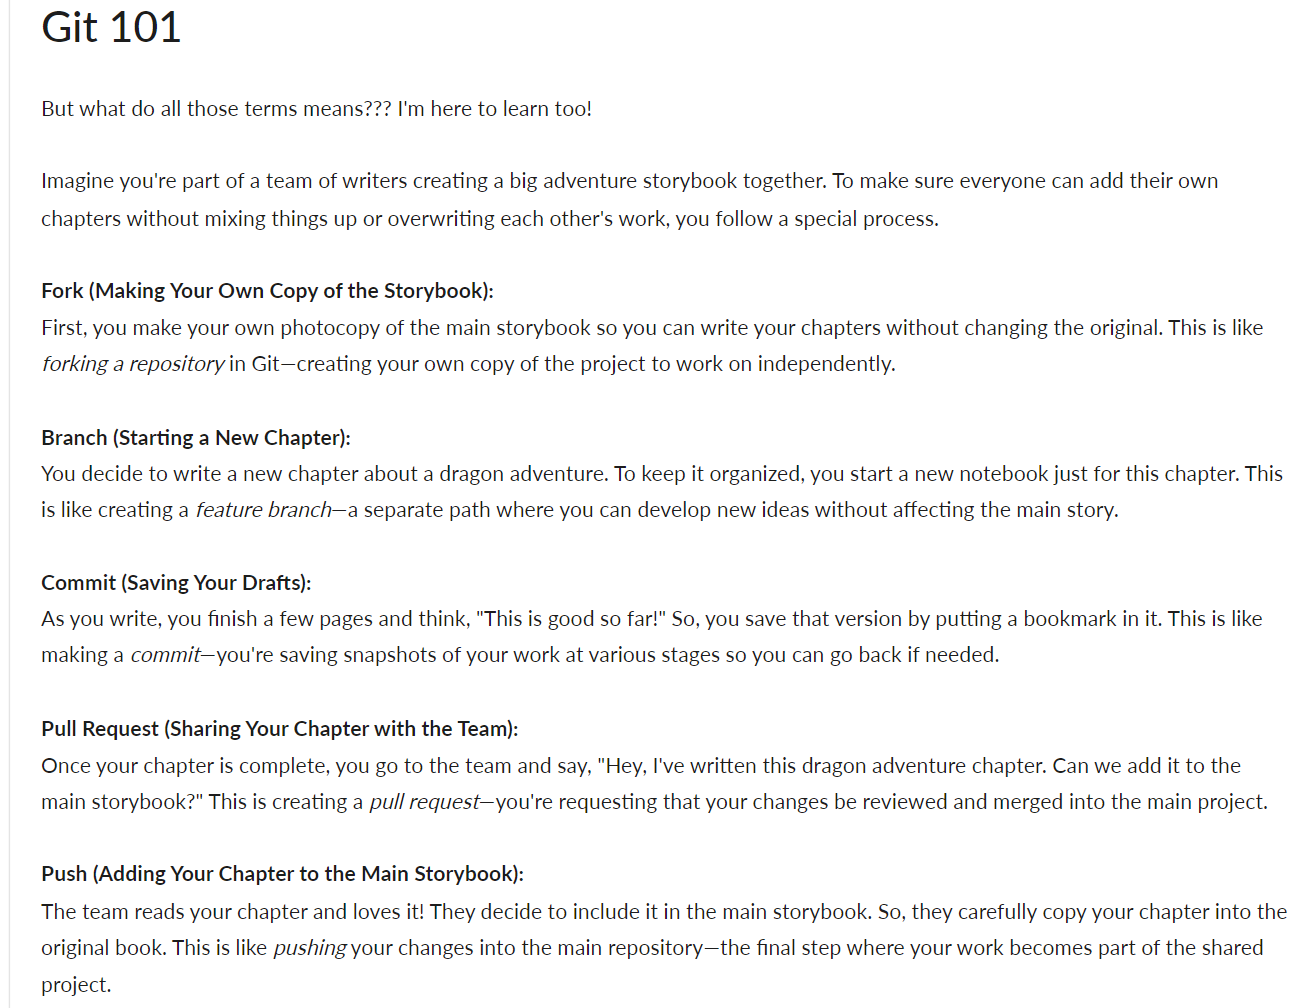 Git 101
But what do all those terms means??? I'm here to learn too!
Imagine you're part of a team of writers creating a big adventure storybook together. To make sure everyone can add their own
chapters without mixing things up or overwriting each other's work, you follow a special process.
Fork (Making Your Own Copy of the Storybook):
First, you make your own photocopy of the main storybook so you can write your chapters without changing the original. This is like
forking a repository in Git—creating your own copy of the project to work on independently.
Branch (Starting a New Chapter):
You decide to write a new chapter about a dragon adventure. To keep it organized, you start a new notebook just for this chapter. This
is like creating a feature branch—a separate path where you can develop new ideas without affecting the main story.
Commit (Saving Your Drafts):
As you write, you finish a few pages and think, "This is good so far!" So, you save that version by putting a bookmark in it. This is like
making a commit—you're saving snapshots of your work at various stages so you can go back if needed.
Pull Request (Sharing Your Chapter with the Team):
Once your chapter is complete, you go to the team and say, "Hey, I've written this dragon adventure chapter. Can we add it to the
main storybook?" This is creating a pull request—you're requesting that your changes be reviewed and merged into the main project.
Push (Adding Your Chapter to the Main Storybook):
The team reads your chapter and loves it! They decide to include it in the main storybook. So, they carefully copy your chapter into the
original book. This is like pushing your changes into the main repository—the final step where your work becomes part of the shared
project.